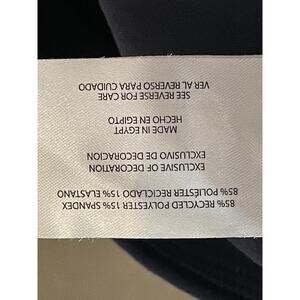 85% RECYCLED POLYESTER 15% SPANDEX
85% POLIÉSTER RECICLADO 15% ELASTANO
EXCLUSIVE OF DECORATION
EXCLUSIVO DE DECORACION
MADE IN EGYPT
HECHO EN EGIPTO
SEE REVERSE FOR CARE
VER AL REVERSO PARA CUIDADO